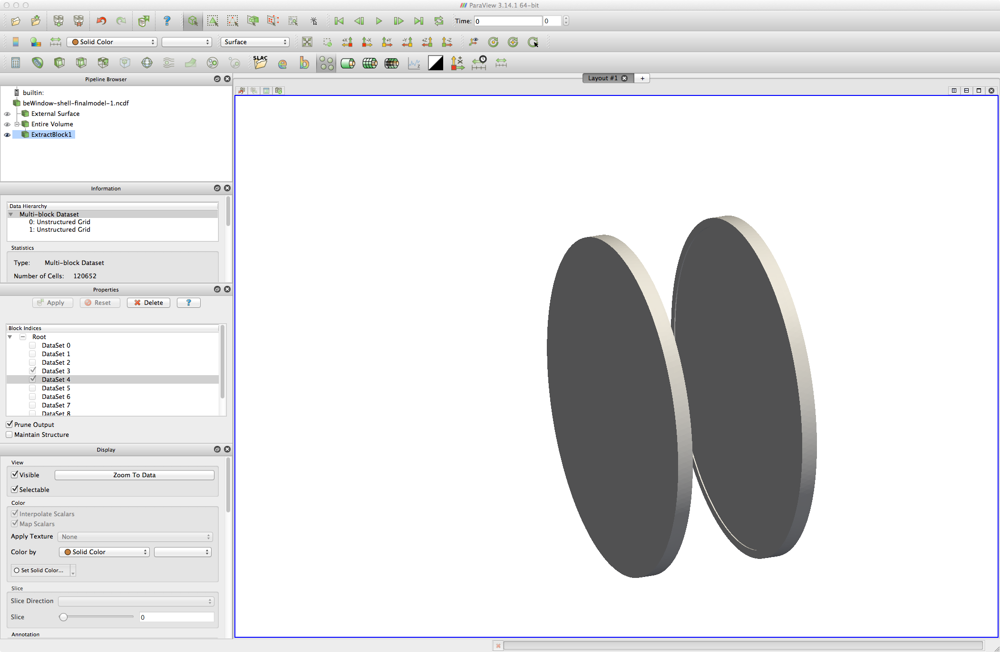 ParaView 3.14.1 64-bit
Time: 0 0
Solid Color Surface +X -X +Y -Y +Z -Z
SLAC
Pipeline Browser
Layout #1 +
builtin:
beWindow-shell-finalmodel-1.ncdf
External Surface
Entire Volume
ExtractBlock1
Information
Data Hierarchy
Multi-block Dataset
0: Unstructured Grid
1: Unstructured Grid
Statistics
Type: Multi-block Dataset
Number of Cells: 120652
Properties
Apply Reset Delete ?
Block Indices
Root
DataSet 0
DataSet 1
DataSet 2
DataSet 3
DataSet 4
DataSet 5
DataSet 6
DataSet 7
DataSet 8
Prune Output
Maintain Structure
Display
View
Visible Zoom To Data
Selectable
Color
Interpolate Scalars
Map Scalars
Apply Texture None
Color by Solid Color
Set Solid Color...
Slice
Slice Direction
Slice 0
Annotation